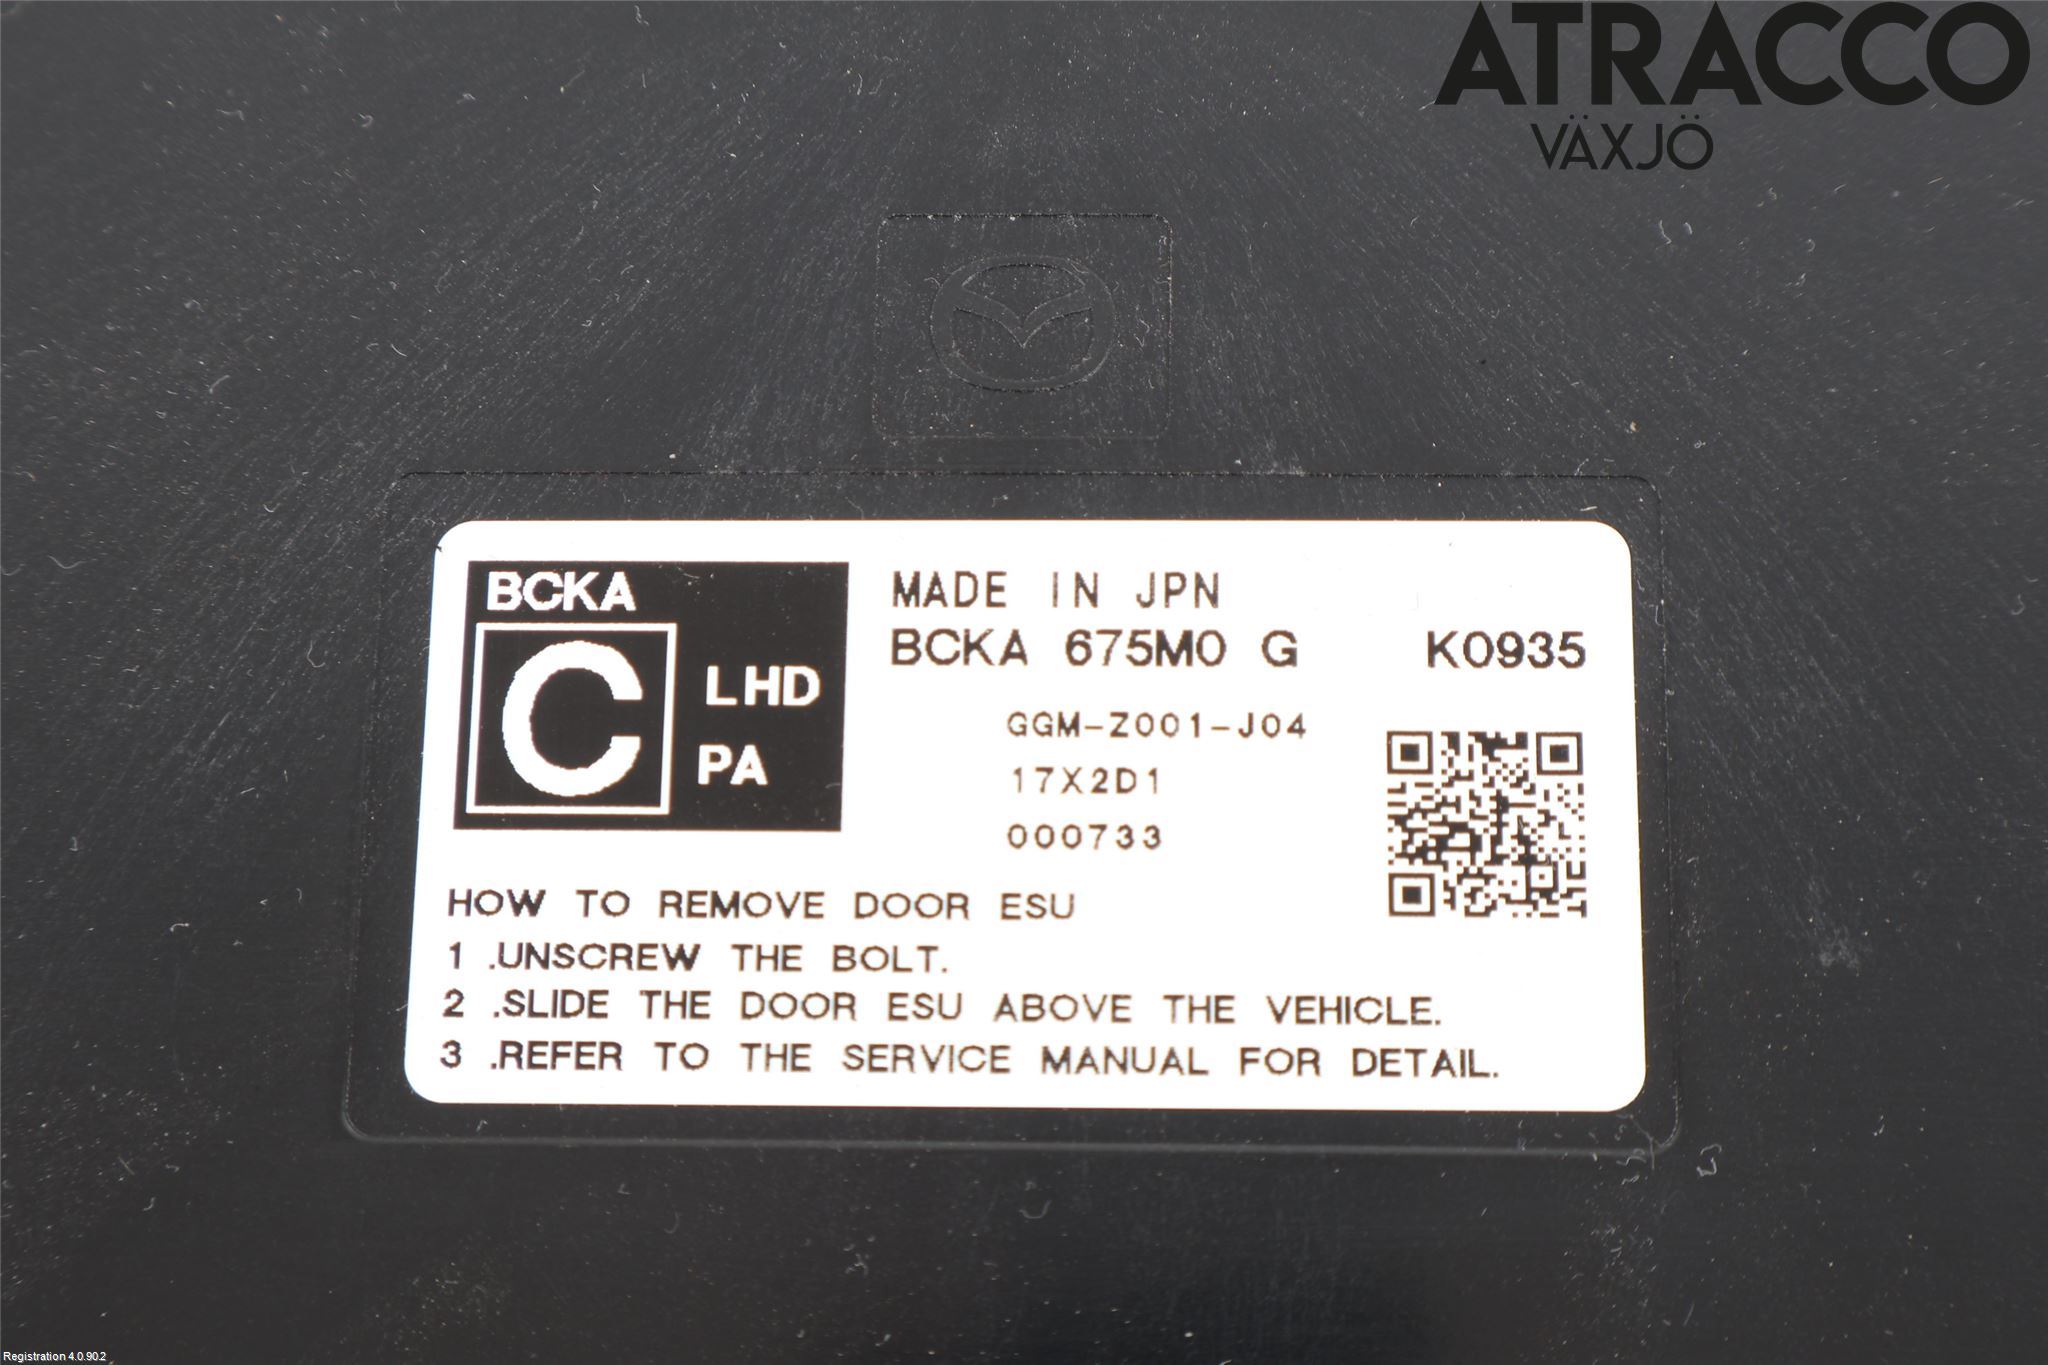 ATRACCO
VÄXJÖ
BCKA
C
LHD
PA
MADE IN JPN
BCKA 675M0 G K0935
GGM-Z001-J04
17X2D1
000733
HOW TO REMOVE DOOR ESU
1 .UNSCREW THE BOLT.
2 .SLIDE THE DOOR ESU ABOVE THE VEHICLE.
3 .REFER TO THE SERVICE MANUAL FOR DETAIL.
Registration 4.0.90.2